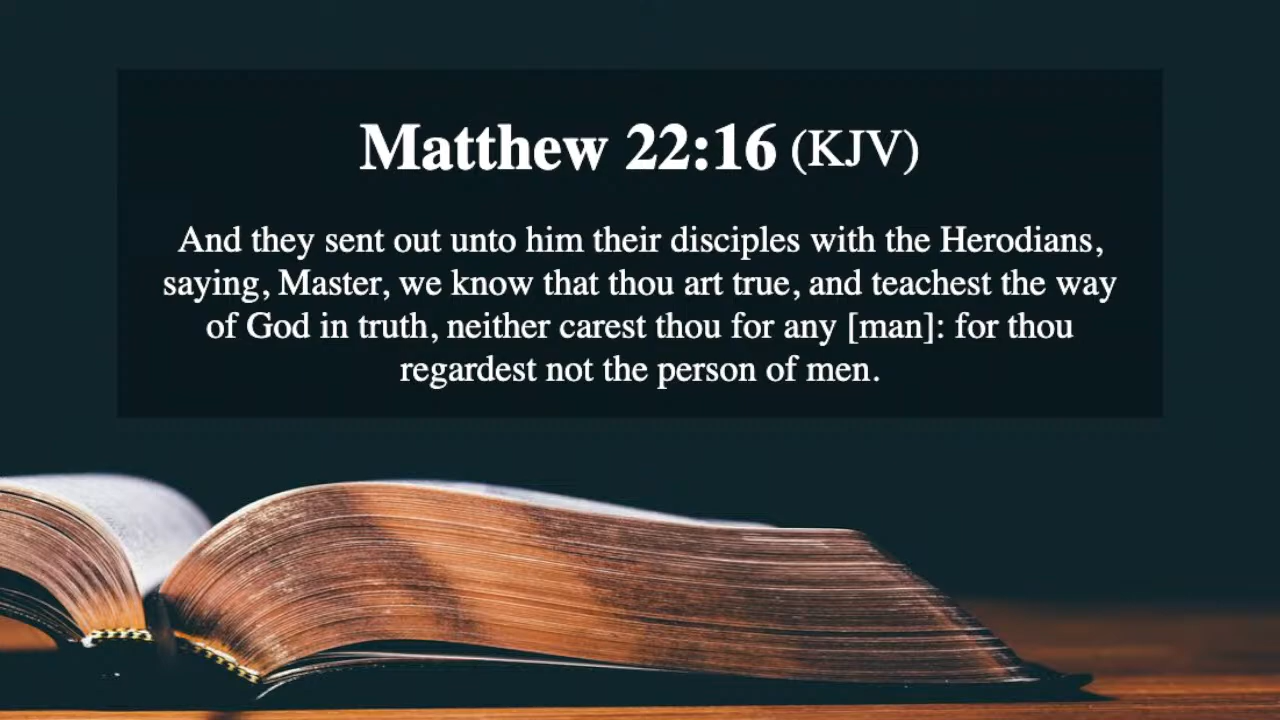 Matthew 22:16 (KJV)
And they sent out unto him their disciples with the Herodians,
saying, Master, we know that thou art true, and teachest the way
of God in truth, neither carest thou for any [man]: for thou
regardest not the person of men.